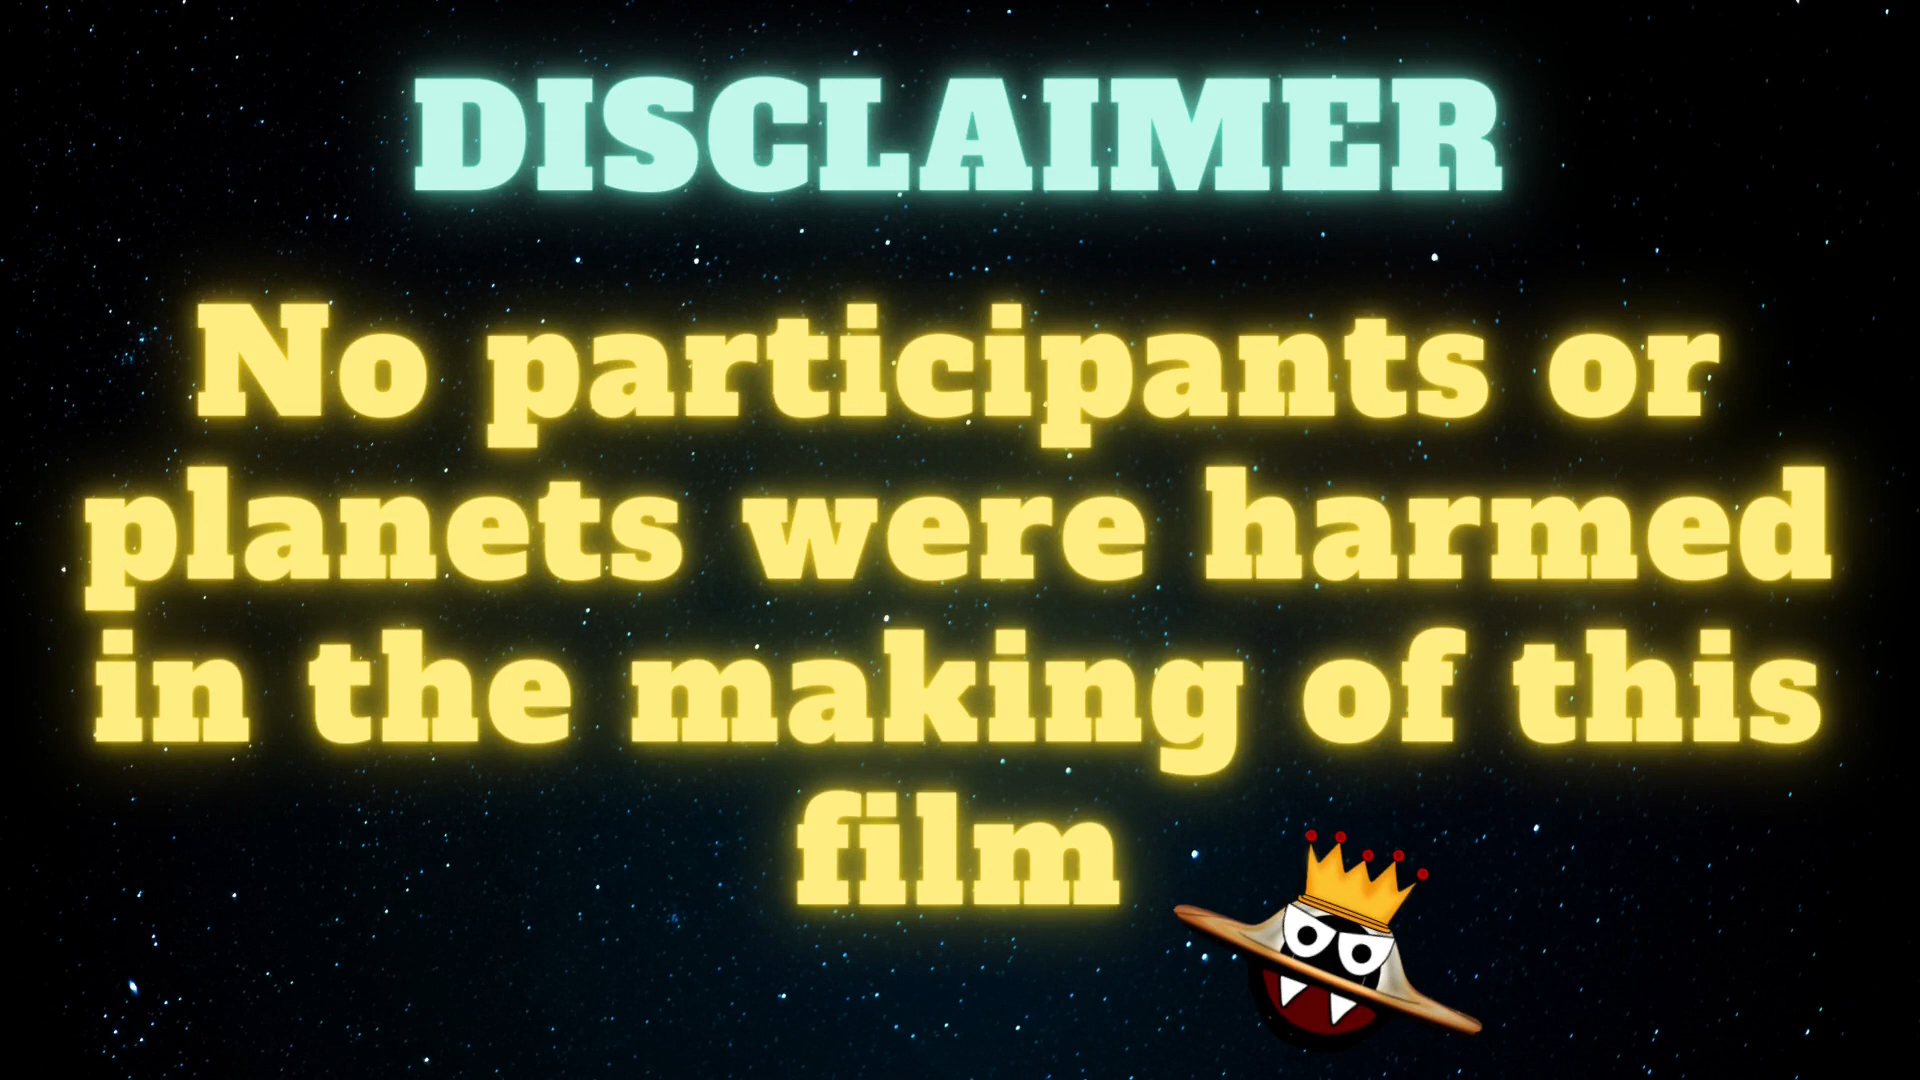 DISCLAIMER
No participants or
planets were harmed
in the making of this
film